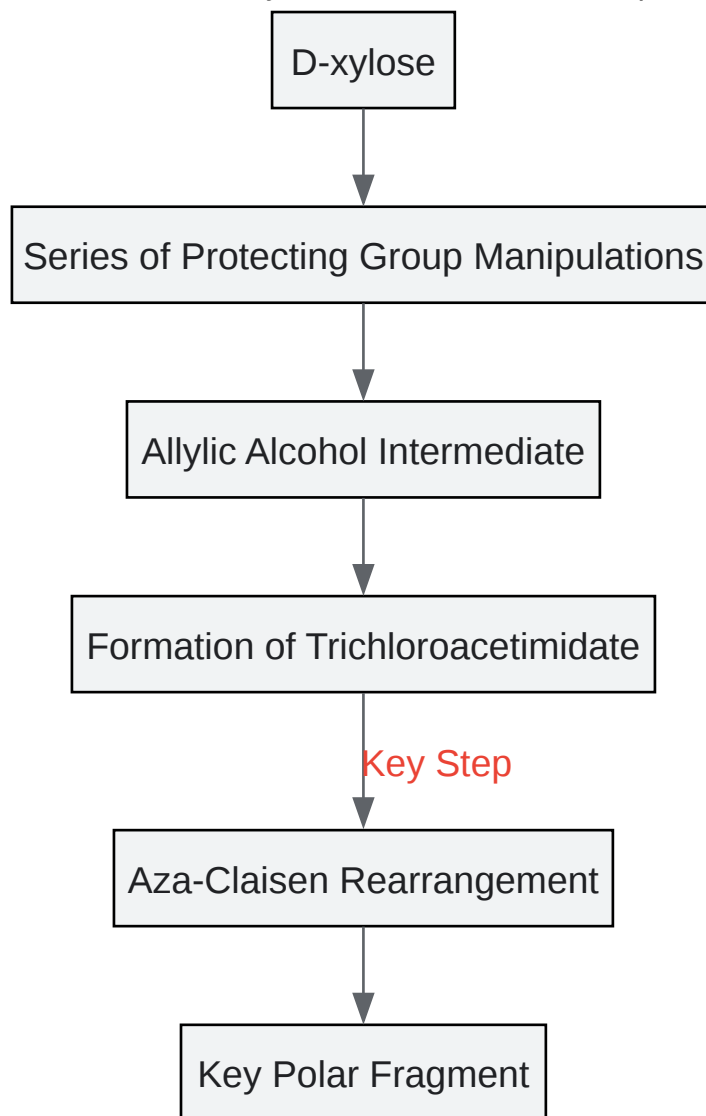 D-xylose
Series of Protecting Group Manipulations
Allylic Alcohol Intermediate
Formation of Trichloroacetimidate
Key Step
Aza-Claisen Rearrangement
Key Polar Fragment